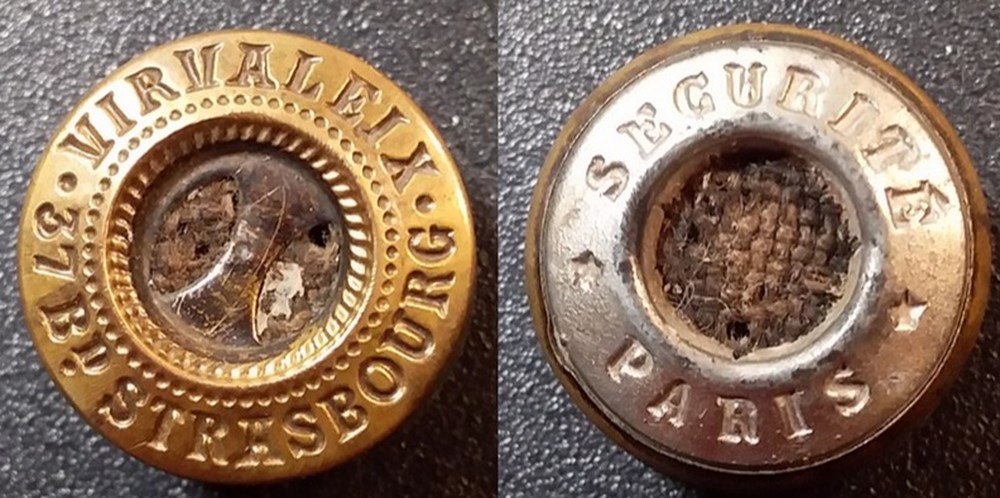 ·VIRVALEIX·
37 BD STRASBOURG
SECURITÉ
PARIS